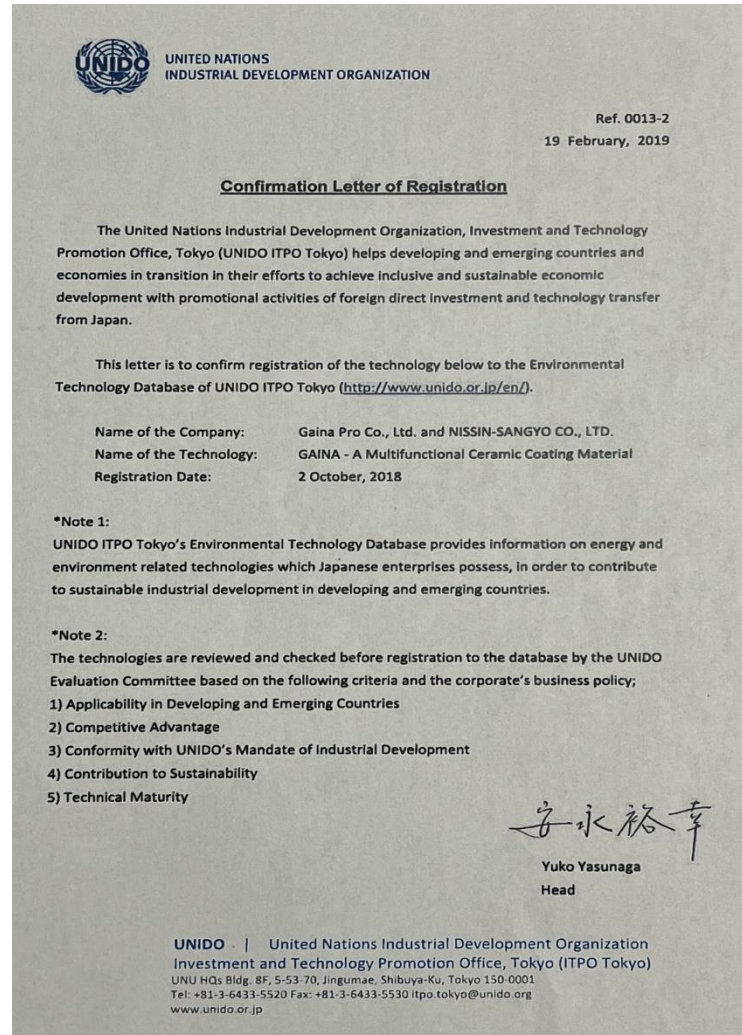 UNIDO
UNITED NATIONS
INDUSTRIAL DEVELOPMENT ORGANIZATION
Ref. 0013-2
19 February, 2019
Confirmation Letter of Registration
The United Nations Industrial Development Organization, Investment and Technology
Promotion Office, Tokyo (UNIDO ITPO Tokyo) helps developing and emerging countries and
economies in transition in their efforts to achieve inclusive and sustainable economic
development with promotional activities of foreign direct investment and technology transfer
from Japan.
This letter is to confirm registration of the technology below to the Environmental
Technology Database of UNIDO ITPO Tokyo (http://www.unido.or.jp/en/).
Name of the Company: Gaina Pro Co., Ltd. and NISSIN-SANGYO CO., LTD.
Name of the Technology: GAINA - A Multifunctional Ceramic Coating Material
Registration Date: 2 October, 2018
*Note 1:
UNIDO ITPO Tokyo's Environmental Technology Database provides information on energy and
environment related technologies which Japanese enterprises possess, in order to contribute
to sustainable industrial development in developing and emerging countries.
*Note 2:
The technologies are reviewed and checked before registration to the database by the UNIDO
Evaluation Committee based on the following criteria and the corporate's business policy;
1) Applicability in Developing and Emerging Countries
2) Competitive Advantage
3) Conformity with UNIDO's Mandate of Industrial Development
4) Contribution to Sustainability
5) Technical Maturity
安永裕幸
Yuko Yasunaga
Head
UNIDO | United Nations Industrial Development Organization
Investment and Technology Promotion Office, Tokyo (ITPO Tokyo)
UNU HQs Bldg. 8F, 5-53-70, Jingumae, Shibuya-Ku, Tokyo 150-0001
Tel: +81-3-6433-5520 Fax: +81-3-6433-5530 itpo.tokyo@unido.org
www.unido.or.jp